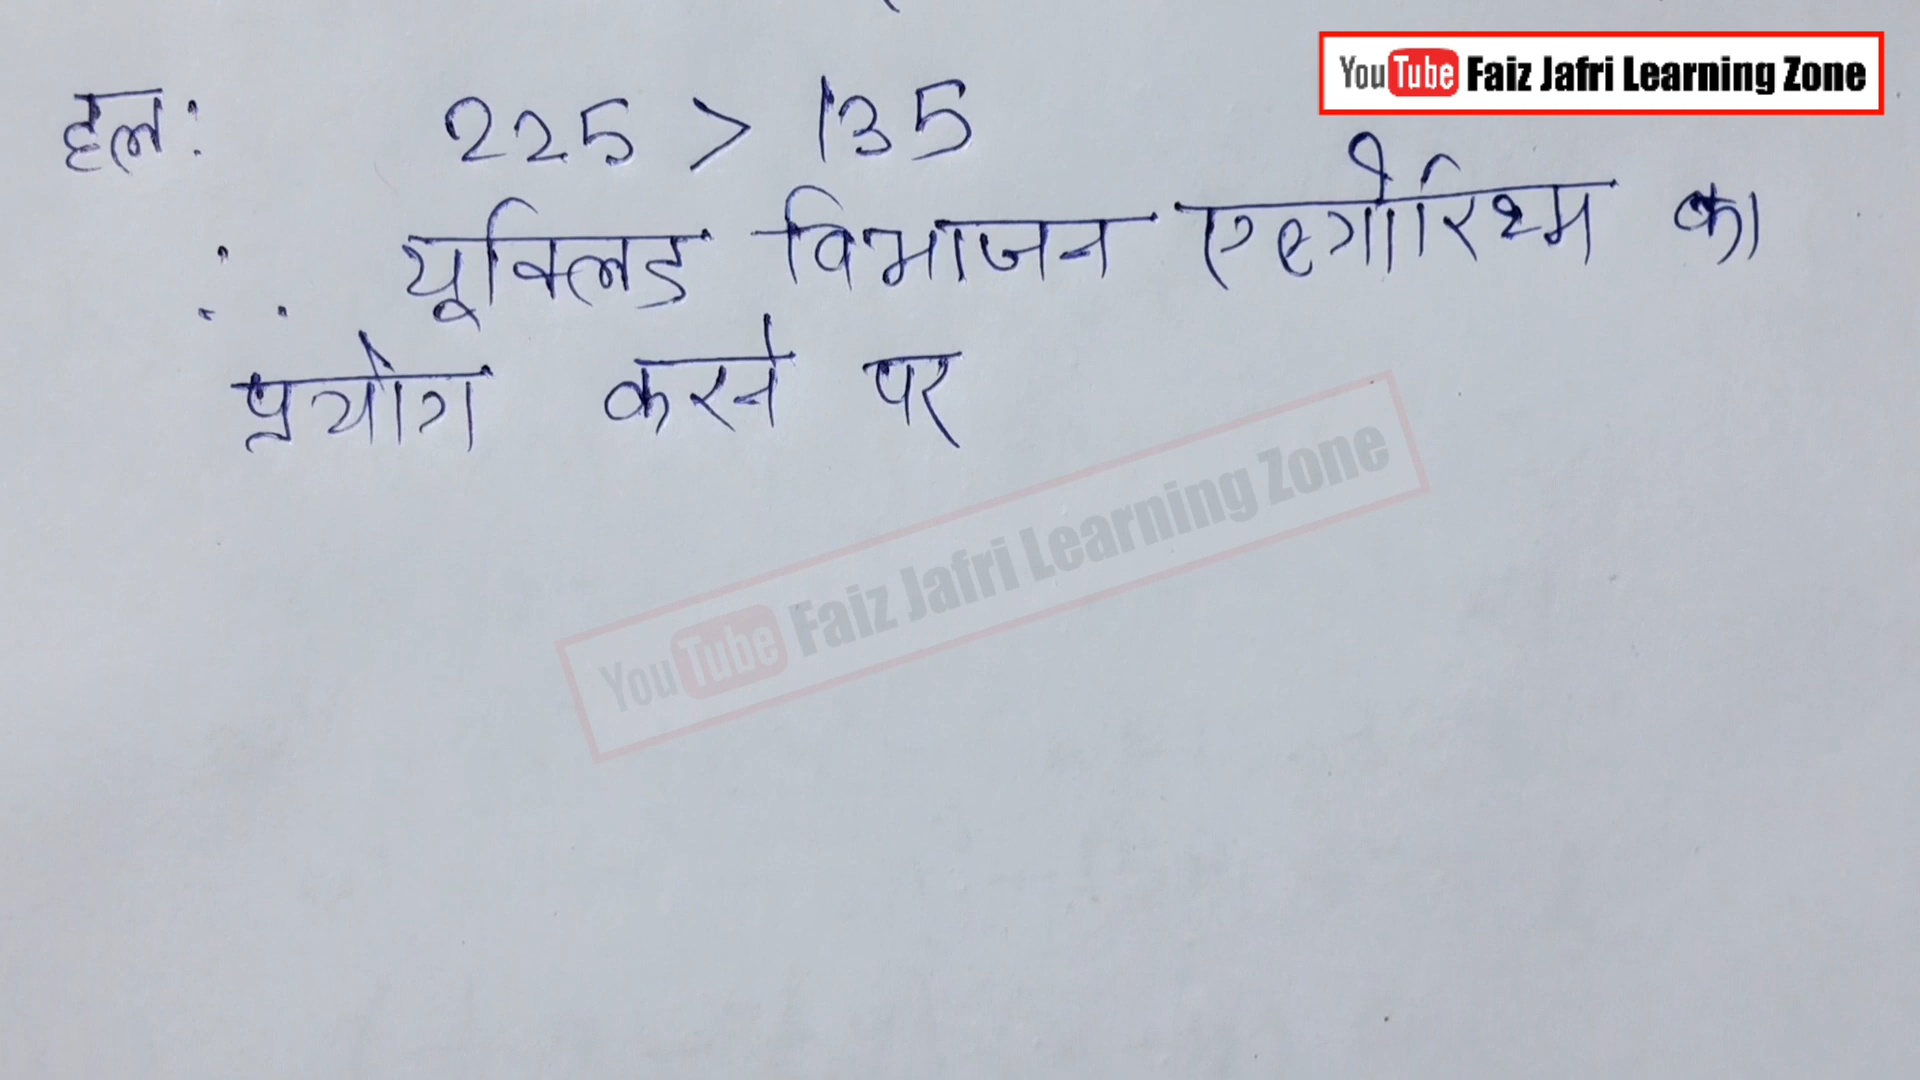 YouTube Faiz Jafri Learning Zone
हल: 225 > 135
∴ यूक्लिड विभाजन एल्गोरिथ्म का
प्रयोग करने पर
YouTube Faiz Jafri Learning Zone